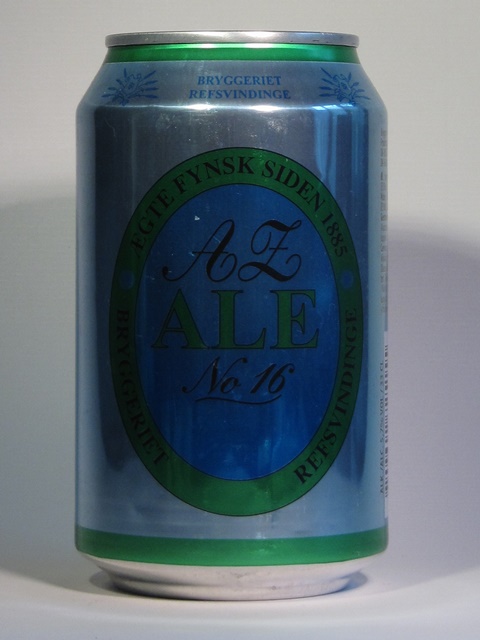 BRYGGERIET
REFSVINDINGE
ÆGTE FYNSK SIDEN 1885
AZ
ALE
No 16
BRYGGERIET REFSVINDINGE